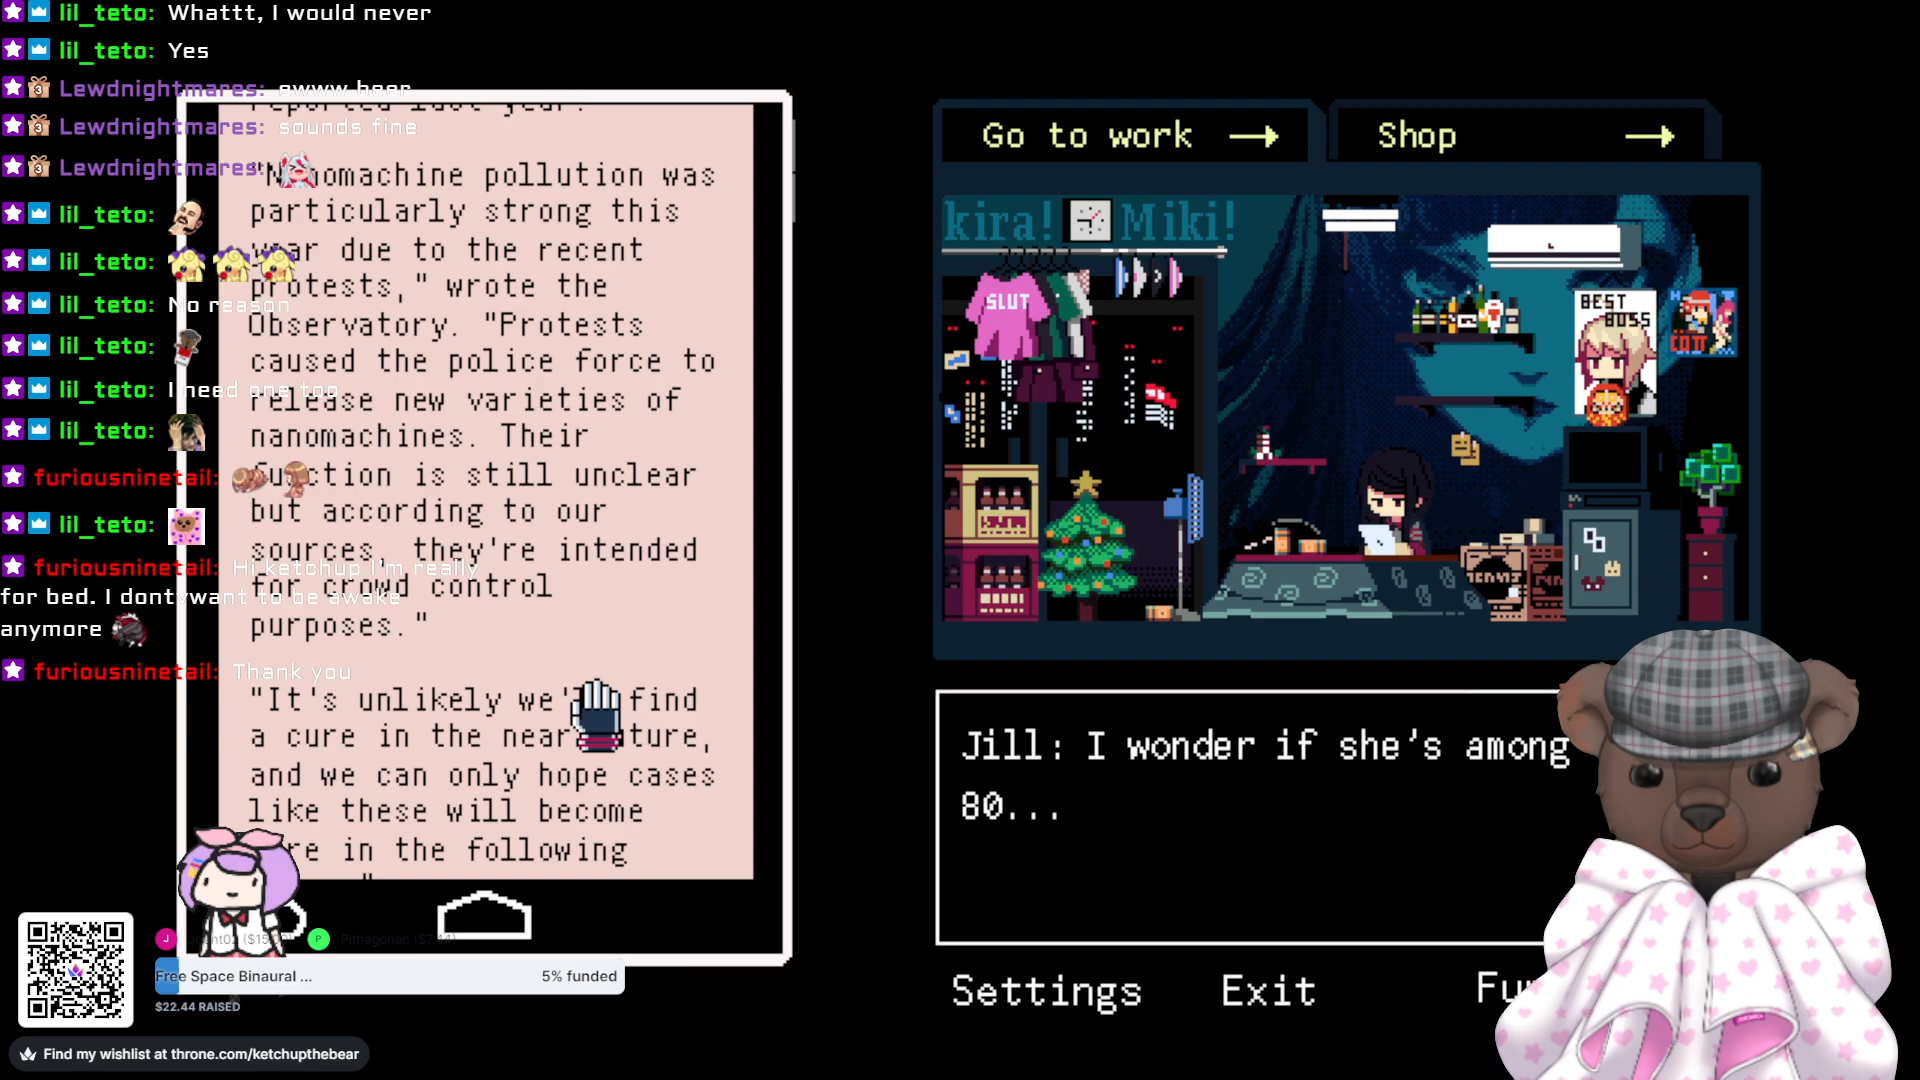 lil_teto: Whattt, I would never
lil_teto: Yes
Lewdnightmares: ewww beer
Lewdnightmares: sounds fine
Lewdnightmares:
lil_teto:
lil_teto:
lil_teto: No reason
lil_teto:
lil_teto: I need one too
lil_teto:
furiousninetail:
lil_teto:
furiousninetail: Hi ketchup I'm really
for bed. I dontvwant to be awake
anymore
furiousninetail: Thank you
reported last year.
particularly strong this
due to the recent
protests," wrote the
Observatory. "Protests
caused the police force to
release new varieties of
nanomachines. Their
function is still unclear
but according to our
sources, they're intended
for crowd control
purposes."
"It's unlikely we'll find
a cure in the near future,
and we can only hope cases
like these will become
in the following
Go to work
Shop
kira! Miki!
SLUT
BEST
BOSS
Jill: I wonder if she's among
80...
Settings Exit
Free Space Binaural ... 5% funded
$22.44 RAISED
Find my wishlist at throne.com/ketchupthebear